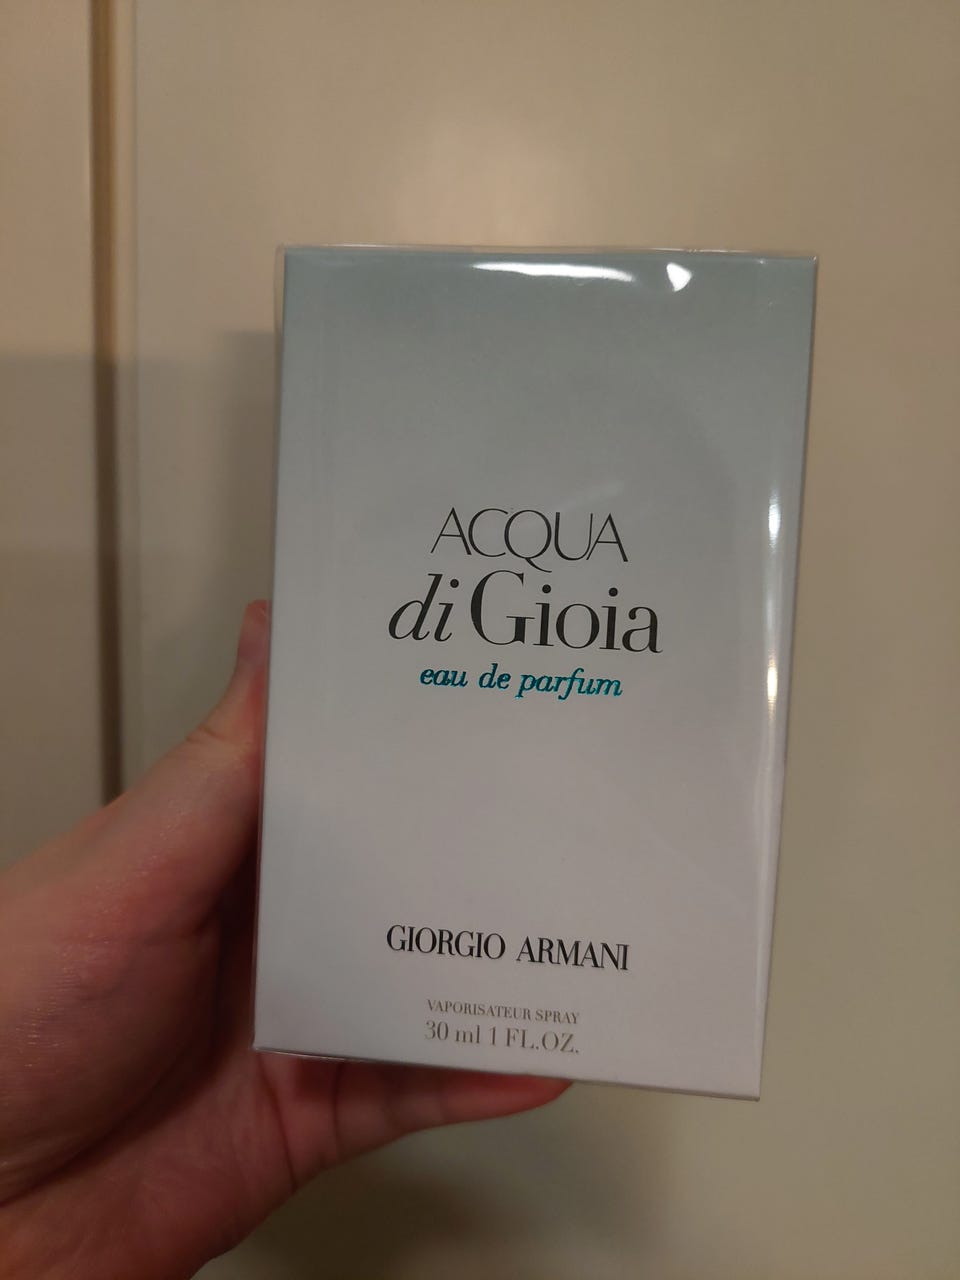 ACQUA
di Gioia
eau de parfum
GIORGIO ARMANI
VAPORISATEUR SPRAY
30 ml 1 FL.OZ.